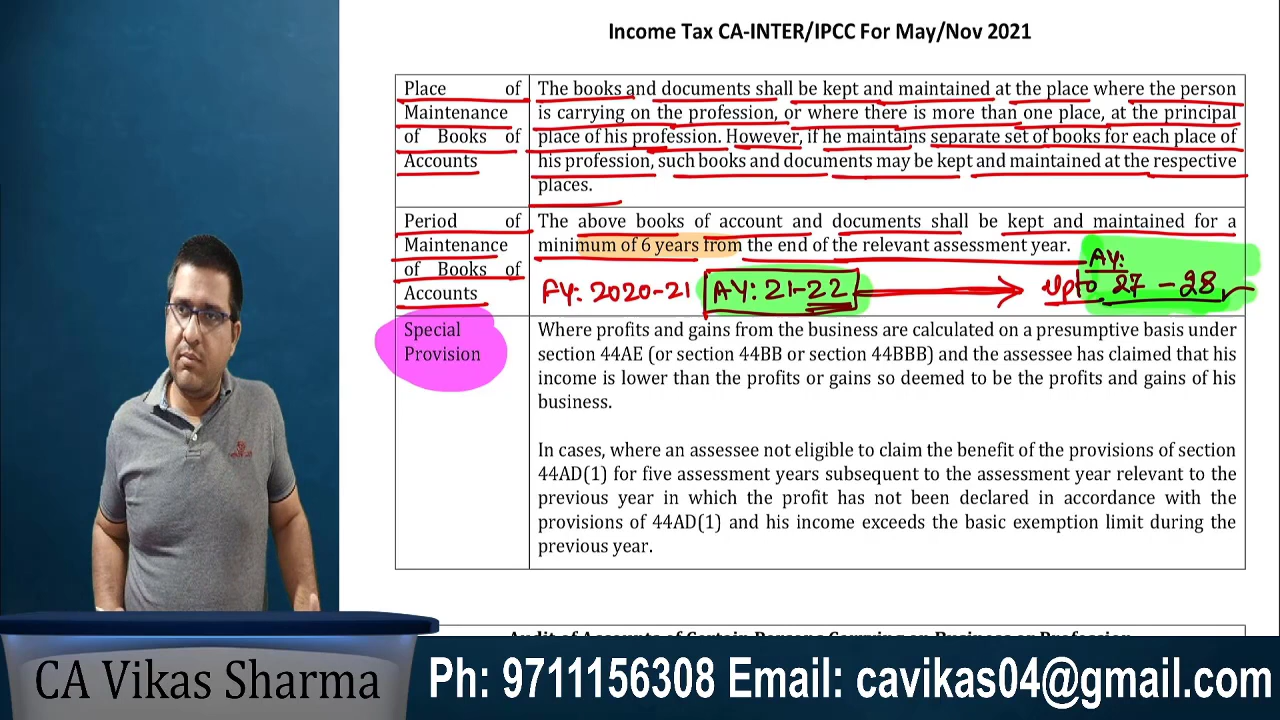 Income Tax CA-INTER/IPCC For May/Nov 2021
Place of
Maintenance
of Books of
Accounts
The books and documents shall be kept and maintained at the place where the person
is carrying on the profession, or where there is more than one place, at the principal
place of his profession. However, if he maintains separate set of books for each place of
his profession, such books and documents may be kept and maintained at the respective
places.
Period of
Maintenance
of Books of
Accounts
The above books of account and documents shall be kept and maintained for a
minimum of 6 years from the end of the relevant assessment year.
AY:
FY: 2020-21 AY: 21-22 upto 27-28
Special
Provision
Where profits and gains from the business are calculated on a presumptive basis under
section 44AE (or section 44BB or section 44BBB) and the assessee has claimed that his
income is lower than the profits or gains so deemed to be the profits and gains of his
business.
In cases, where an assessee not eligible to claim the benefit of the provisions of section
44AD(1) for five assessment years subsequent to the assessment year relevant to the
previous year in which the profit has not been declared in accordance with the
provisions of 44AD(1) and his income exceeds the basic exemption limit during the
previous year.
Audit of Accounts of Certain Persons Carrying on Business or Profession
CA Vikas Sharma
Ph: 9711156308 Email: cavikas04@gmail.com